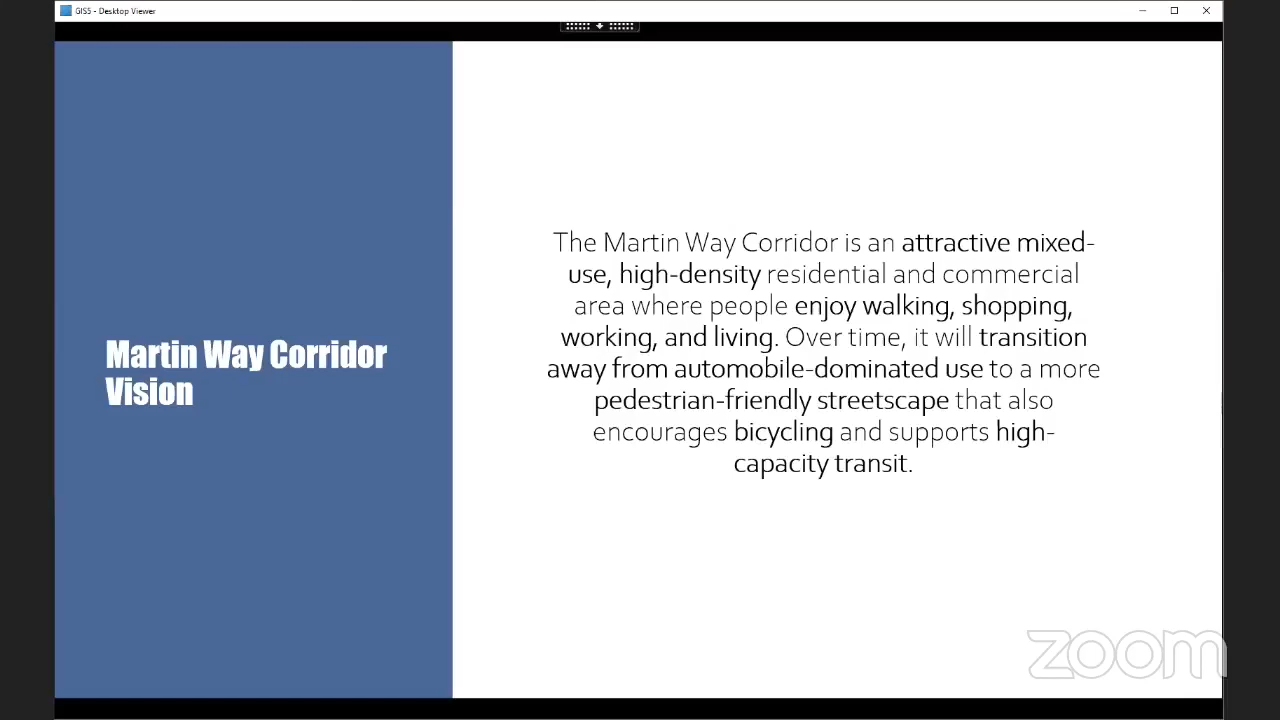 GIS5 - Desktop Viewer
Martin Way Corridor
Vision
The Martin Way Corridor is an attractive mixed-
use, high-density residential and commercial
area where people enjoy walking, shopping,
working, and living. Over time, it will transition
away from automobile-dominated use to a more
pedestrian-friendly streetscape that also
encourages bicycling and supports high-
capacity transit.
zoom